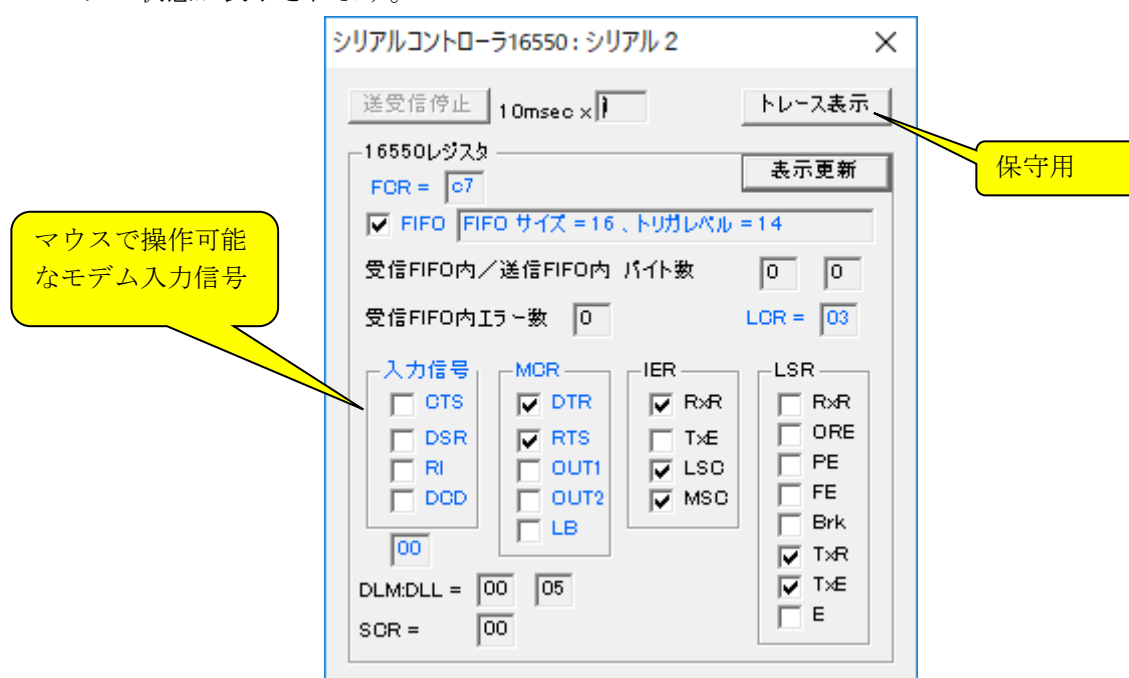 シリアルコントローラ16550 : シリアル 2
送受信停止 10msec ×
トレース表示
保守用
16550レジスタ
表示更新
FCR = c7
FIFO FIFO サイズ = 16 、トリガレベル = 14
マウスで操作可能
なモデム入力信号
受信FIFO内／送信FIFO内 バイト数 0 0
受信FIFO内エラー数 0 LCR = 03
入力信号 MCR IER LSR
CTS DTR RxR RxR
DSR RTS TxE ORE
RI OUT1 LSC PE
DCD OUT2 MSC FE
LB Brk
00 TxR
DLM:DLL = 00 05 TxE
SCR = 00 E